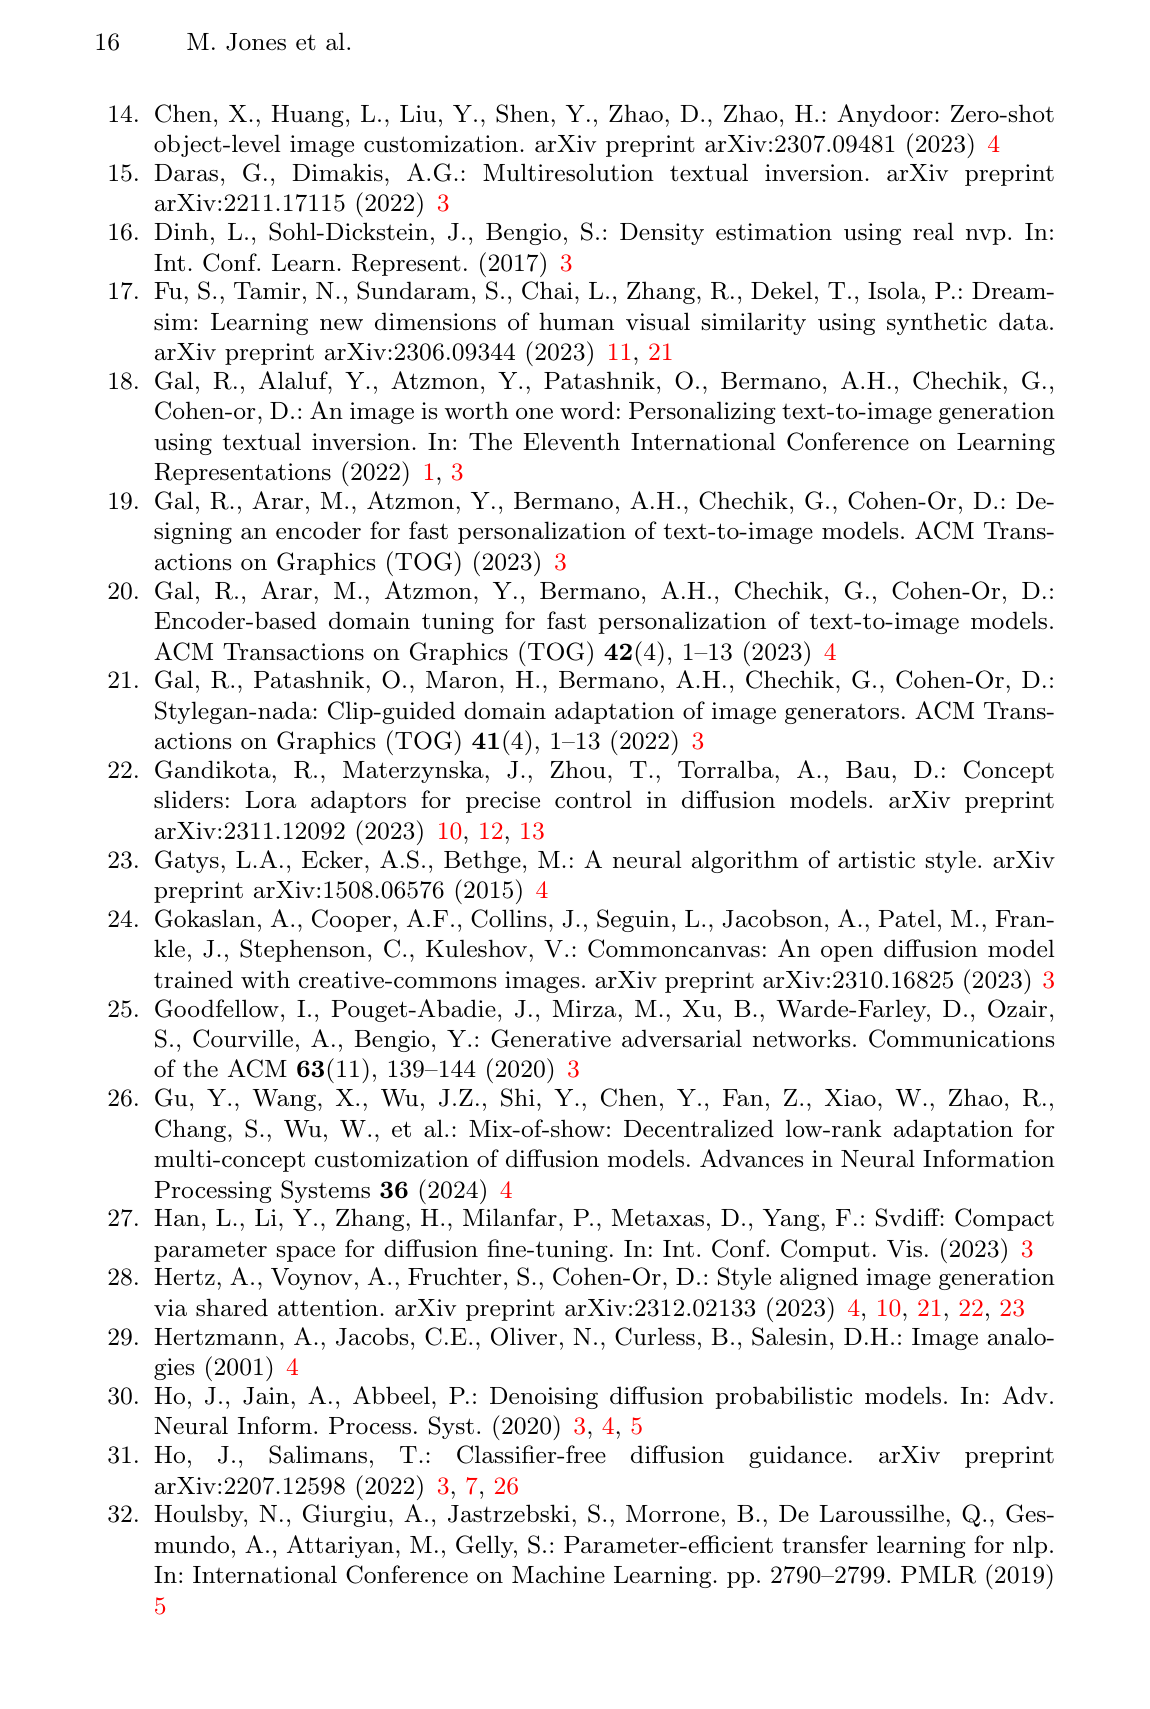 16 M. Jones et al.
14. Chen, X., Huang, L., Liu, Y., Shen, Y., Zhao, D., Zhao, H.: Anydoor: Zero-shot
object-level image customization. arXiv preprint arXiv:2307.09481 (2023) 4
15. Daras, G., Dimakis, A.G.: Multiresolution textual inversion. arXiv preprint
arXiv:2211.17115 (2022) 3
16. Dinh, L., Sohl-Dickstein, J., Bengio, S.: Density estimation using real nvp. In:
Int. Conf. Learn. Represent. (2017) 3
17. Fu, S., Tamir, N., Sundaram, S., Chai, L., Zhang, R., Dekel, T., Isola, P.: Dream-
sim: Learning new dimensions of human visual similarity using synthetic data.
arXiv preprint arXiv:2306.09344 (2023) 11, 21
18. Gal, R., Alaluf, Y., Atzmon, Y., Patashnik, O., Bermano, A.H., Chechik, G.,
Cohen-or, D.: An image is worth one word: Personalizing text-to-image generation
using textual inversion. In: The Eleventh International Conference on Learning
Representations (2022) 1, 3
19. Gal, R., Arar, M., Atzmon, Y., Bermano, A.H., Chechik, G., Cohen-Or, D.: De-
signing an encoder for fast personalization of text-to-image models. ACM Trans-
actions on Graphics (TOG) (2023) 3
20. Gal, R., Arar, M., Atzmon, Y., Bermano, A.H., Chechik, G., Cohen-Or, D.:
Encoder-based domain tuning for fast personalization of text-to-image models.
ACM Transactions on Graphics (TOG) 42(4), 1–13 (2023) 4
21. Gal, R., Patashnik, O., Maron, H., Bermano, A.H., Chechik, G., Cohen-Or, D.:
Stylegan-nada: Clip-guided domain adaptation of image generators. ACM Trans-
actions on Graphics (TOG) 41(4), 1–13 (2022) 3
22. Gandikota, R., Materzynska, J., Zhou, T., Torralba, A., Bau, D.: Concept
sliders: Lora adaptors for precise control in diffusion models. arXiv preprint
arXiv:2311.12092 (2023) 10, 12, 13
23. Gatys, L.A., Ecker, A.S., Bethge, M.: A neural algorithm of artistic style. arXiv
preprint arXiv:1508.06576 (2015) 4
24. Gokaslan, A., Cooper, A.F., Collins, J., Seguin, L., Jacobson, A., Patel, M., Fran-
kle, J., Stephenson, C., Kuleshov, V.: Commoncanvas: An open diffusion model
trained with creative-commons images. arXiv preprint arXiv:2310.16825 (2023) 3
25. Goodfellow, I., Pouget-Abadie, J., Mirza, M., Xu, B., Warde-Farley, D., Ozair,
S., Courville, A., Bengio, Y.: Generative adversarial networks. Communications
of the ACM 63(11), 139–144 (2020) 3
26. Gu, Y., Wang, X., Wu, J.Z., Shi, Y., Chen, Y., Fan, Z., Xiao, W., Zhao, R.,
Chang, S., Wu, W., et al.: Mix-of-show: Decentralized low-rank adaptation for
multi-concept customization of diffusion models. Advances in Neural Information
Processing Systems 36 (2024) 4
27. Han, L., Li, Y., Zhang, H., Milanfar, P., Metaxas, D., Yang, F.: Svdiff: Compact
parameter space for diffusion fine-tuning. In: Int. Conf. Comput. Vis. (2023) 3
28. Hertz, A., Voynov, A., Fruchter, S., Cohen-Or, D.: Style aligned image generation
via shared attention. arXiv preprint arXiv:2312.02133 (2023) 4, 10, 21, 22, 23
29. Hertzmann, A., Jacobs, C.E., Oliver, N., Curless, B., Salesin, D.H.: Image analo-
gies (2001) 4
30. Ho, J., Jain, A., Abbeel, P.: Denoising diffusion probabilistic models. In: Adv.
Neural Inform. Process. Syst. (2020) 3, 4, 5
31. Ho, J., Salimans, T.: Classifier-free diffusion guidance. arXiv preprint
arXiv:2207.12598 (2022) 3, 7, 26
32. Houlsby, N., Giurgiu, A., Jastrzebski, S., Morrone, B., De Laroussilhe, Q., Ges-
mundo, A., Attariyan, M., Gelly, S.: Parameter-efficient transfer learning for nlp.
In: International Conference on Machine Learning. pp. 2790–2799. PMLR (2019)
5